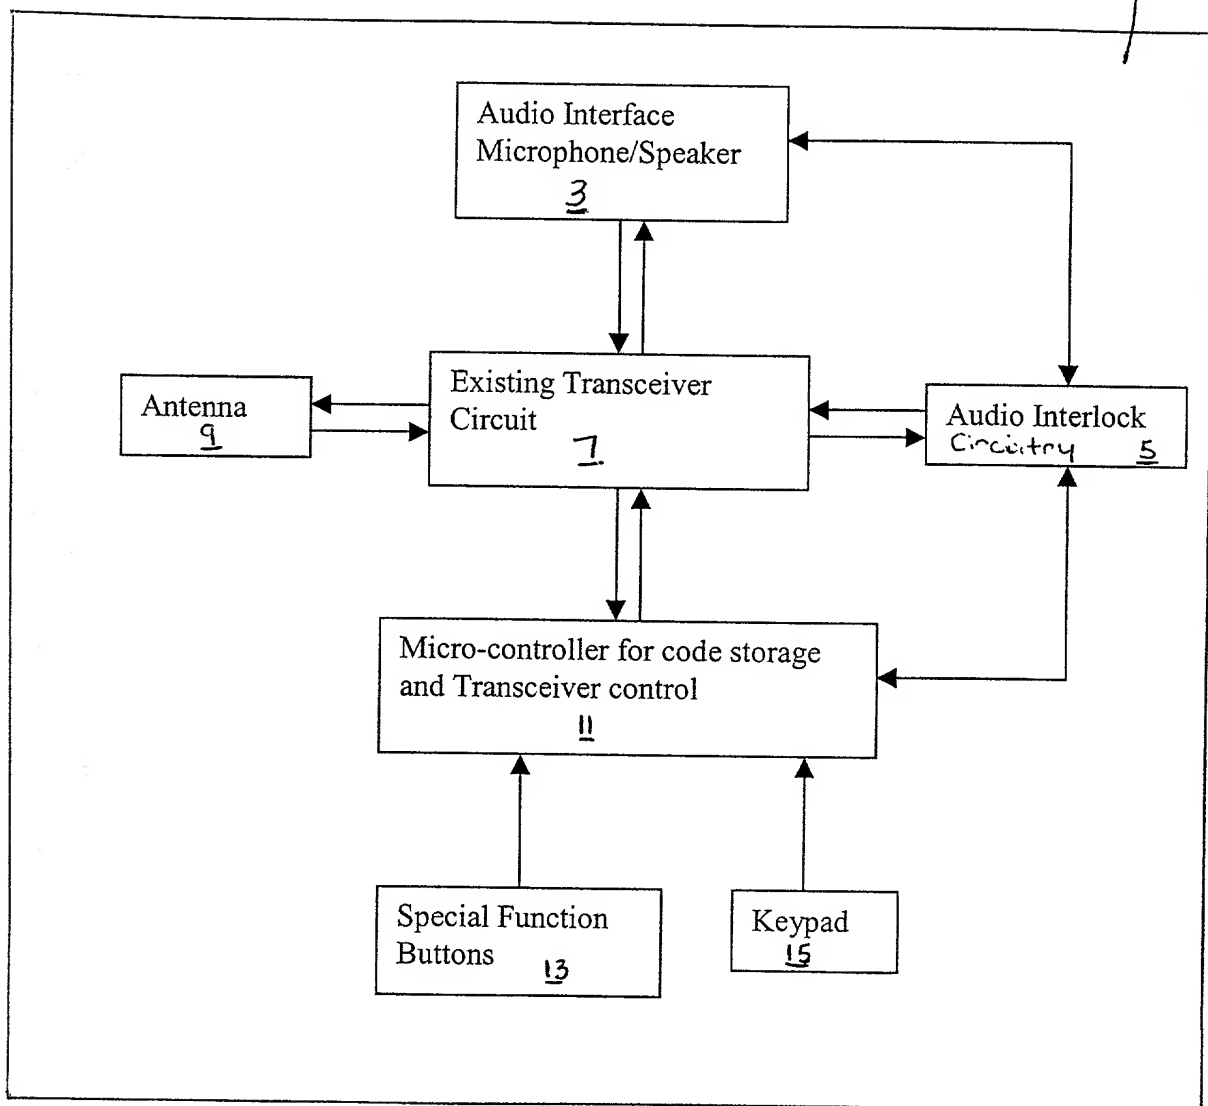 Audio Interface
Microphone/Speaker
3
Existing Transceiver
Circuit
7
Antenna
9
Audio Interlock
Circuitry 5
Micro-controller for code storage
and Transceiver control
11
Special Function
Buttons 13
Keypad
15